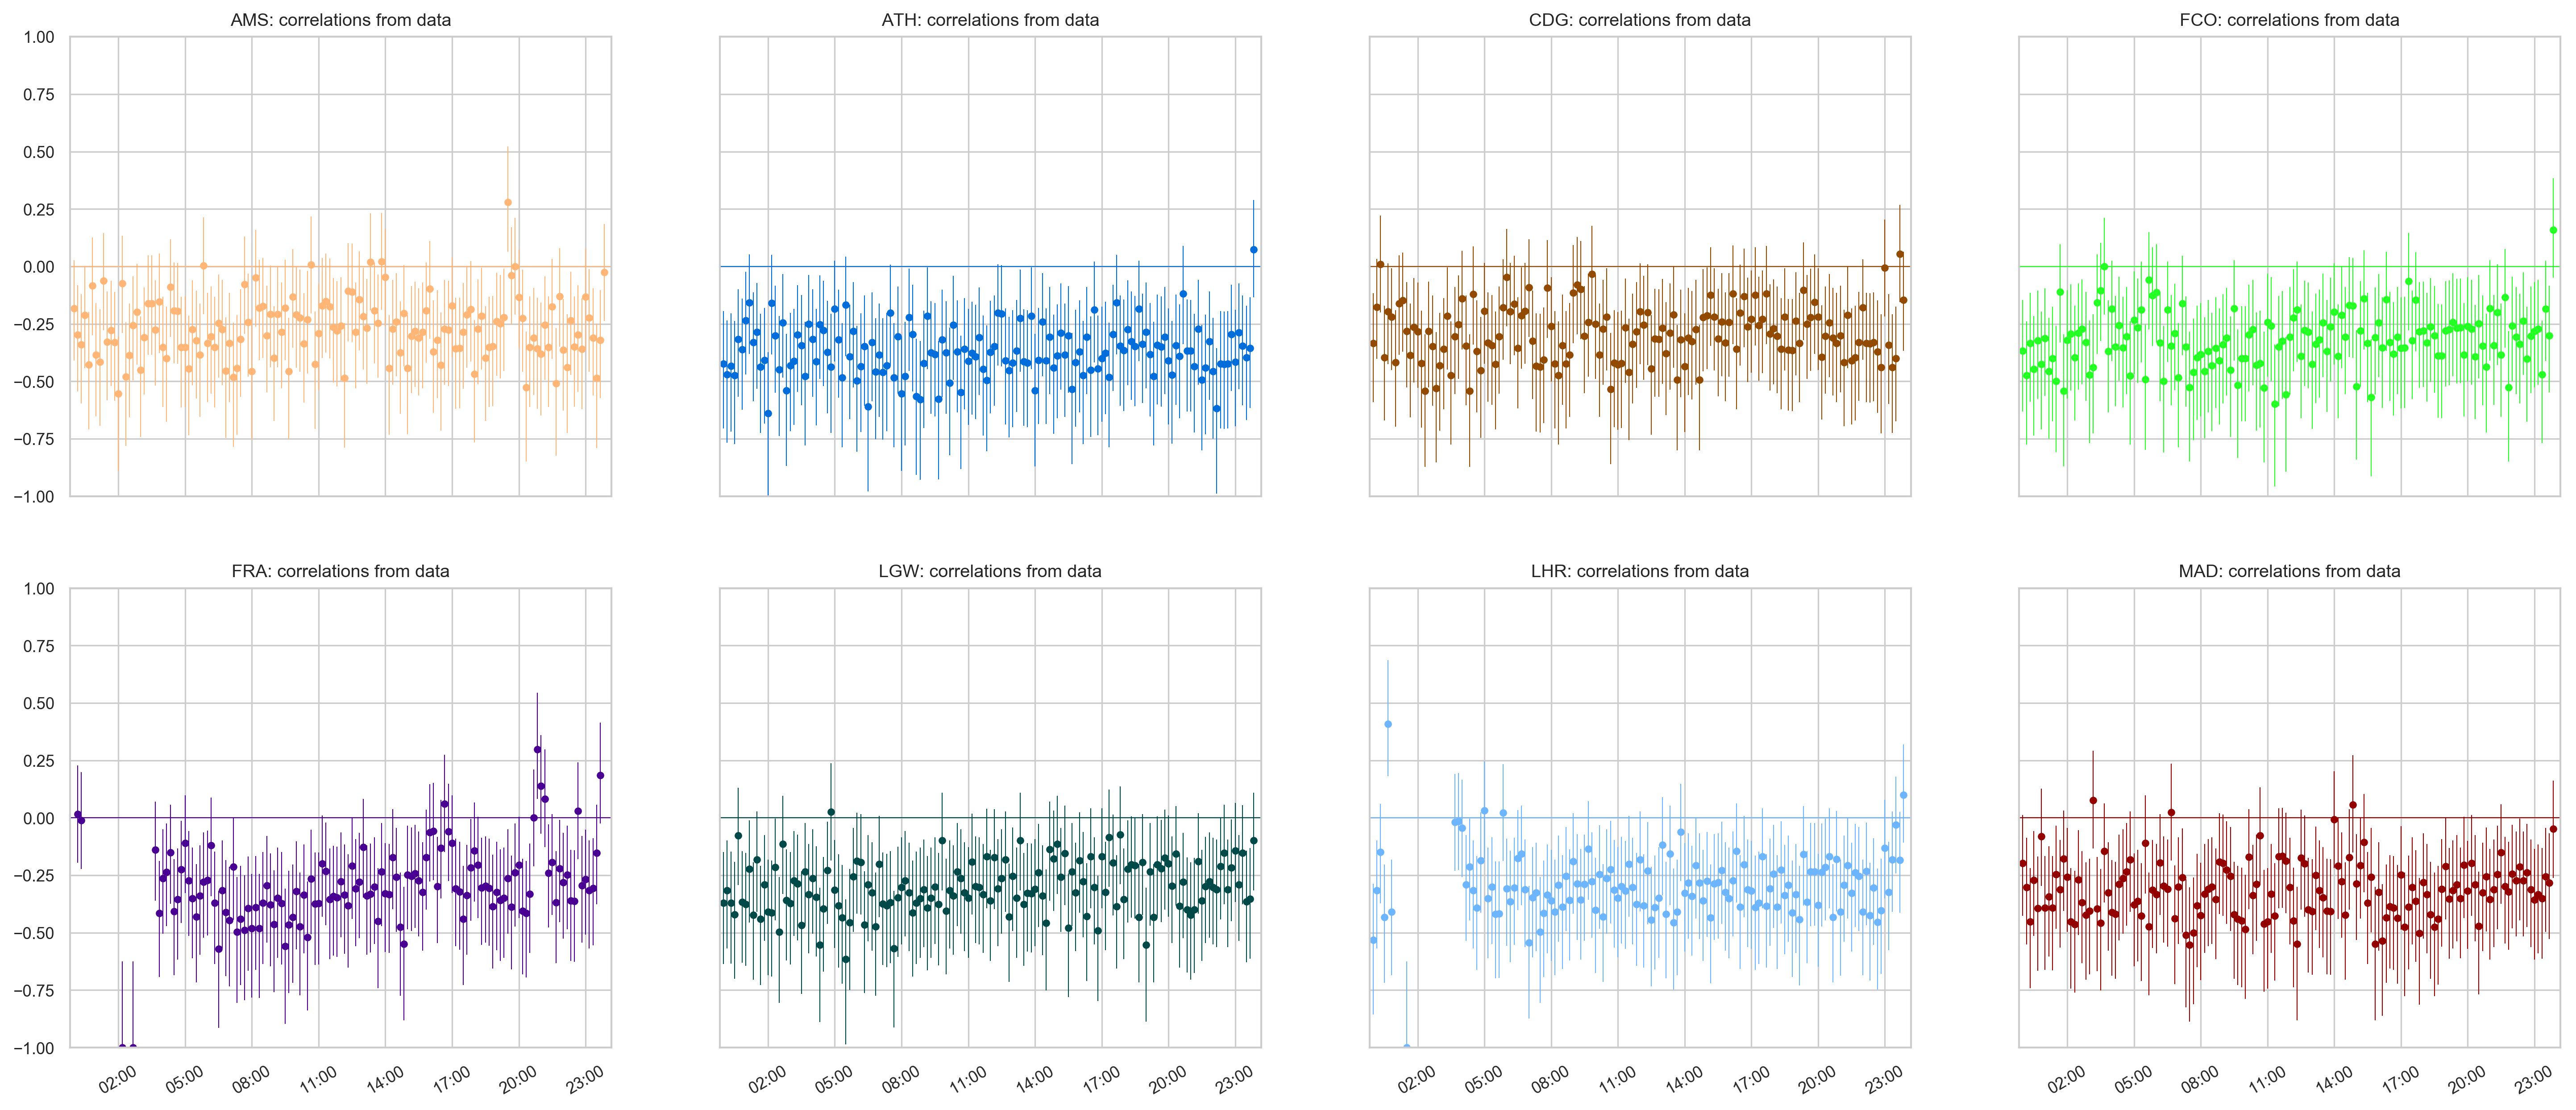 AMS: correlations from data
ATH: correlations from data
CDG: correlations from data
FCO: correlations from data
1.00
0.75
0.50
0.25
0.00
−0.25
−0.50
−0.75
−1.00
FRA: correlations from data
LGW: correlations from data
LHR: correlations from data
MAD: correlations from data
1.00
0.75
0.50
0.25
0.00
−0.25
−0.50
−0.75
−1.00
02:00 05:00 08:00 11:00 14:00 17:00 20:00 23:00
02:00 05:00 08:00 11:00 14:00 17:00 20:00 23:00
02:00 05:00 08:00 11:00 14:00 17:00 20:00 23:00
02:00 05:00 08:00 11:00 14:00 17:00 20:00 23:00